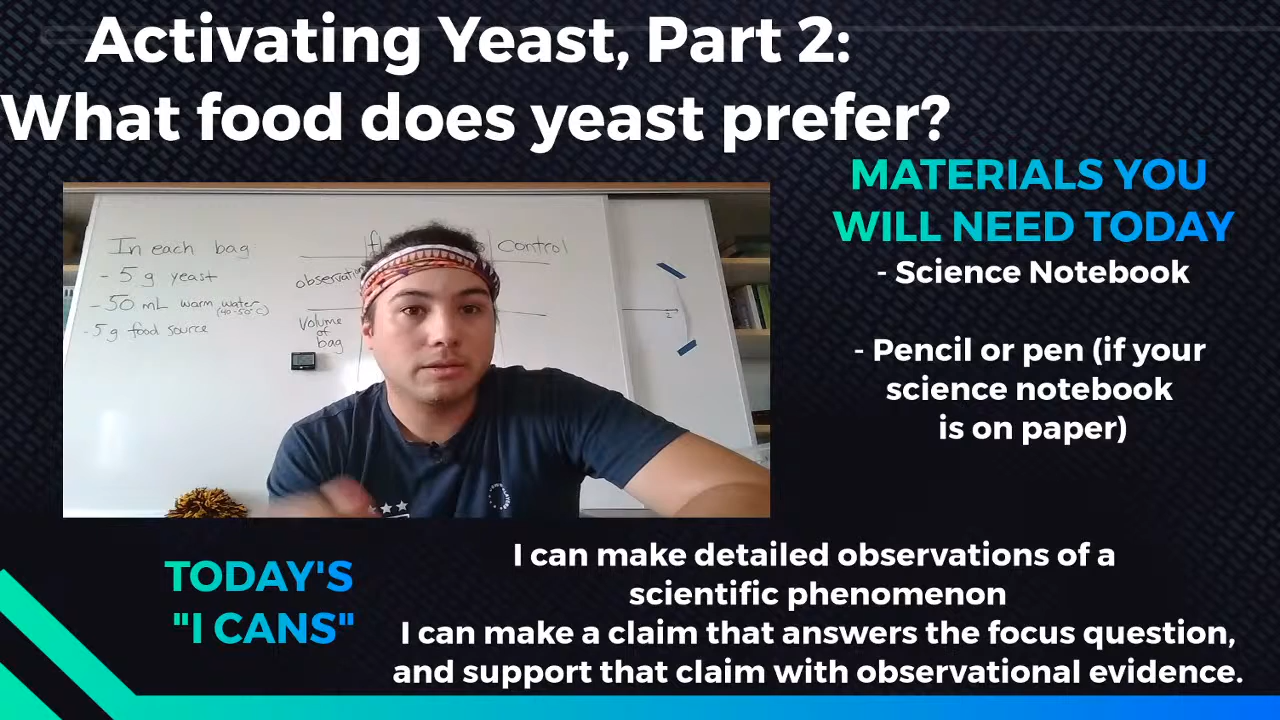 Activating Yeast, Part 2:
What food does yeast prefer?
MATERIALS YOU
WILL NEED TODAY
- Science Notebook
- Pencil or pen (if your
science notebook
is on paper)
In each bag
- 5 g yeast
- 50 mL warm water
(40-50°C)
- 5 g food source
control
observation
Volume
of
bag
TODAY'S
"I CANS"
I can make detailed observations of a
scientific phenomenon
I can make a claim that answers the focus question,
and support that claim with observational evidence.